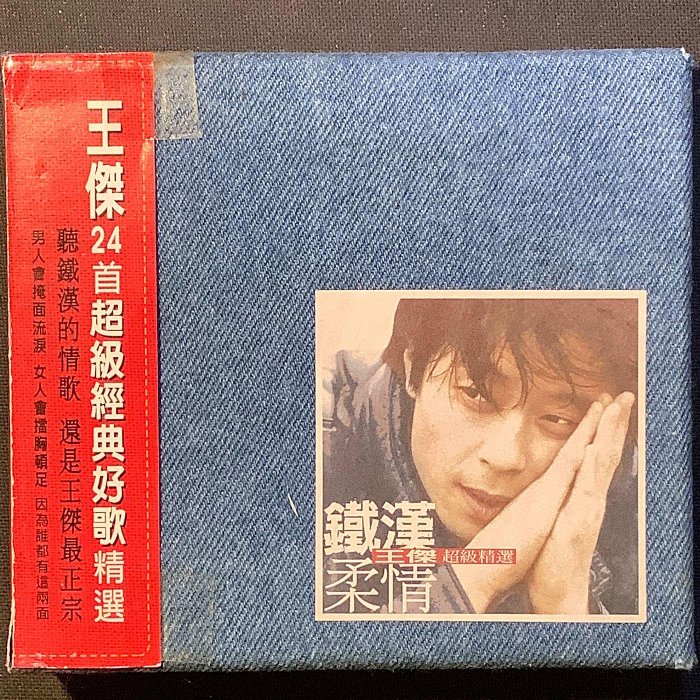 王傑24首超級經典好歌精選
聽鐵漢的情歌 還是王傑最正宗
男人會掩面流淚 女人會擂胸頓足 因為誰都有這兩面
鐵漢
王傑 超級精選
柔情